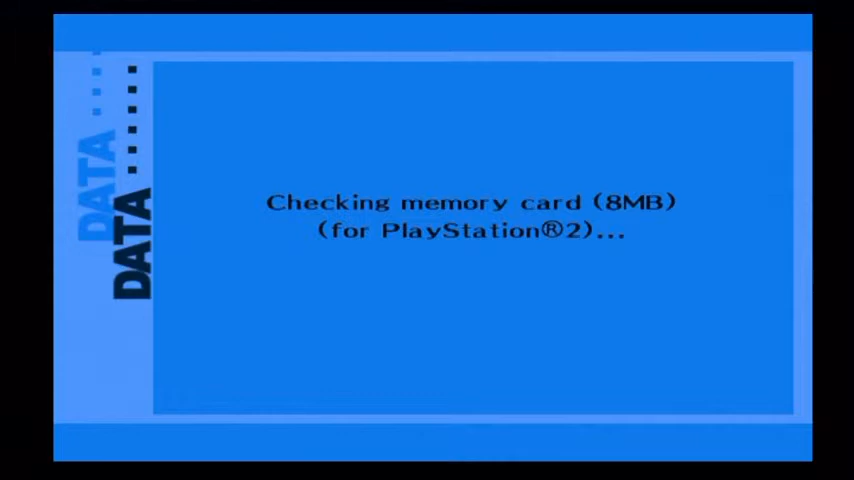 DATA ......
DATA ....
Checking memory card (8MB)
(for PlayStation®2)...